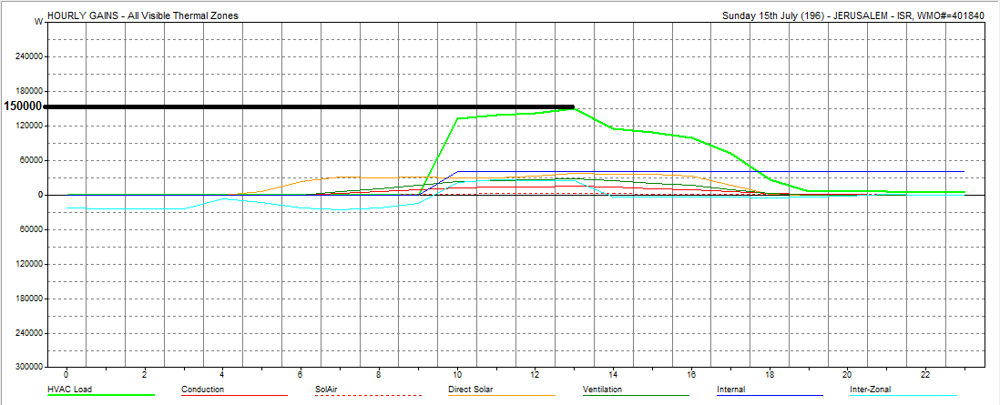 HOURLY GAINS - All Visible Thermal Zones Sunday 15th July (196) - JERUSALEM - ISR, WMO#=401840
W
240000
180000
150000
120000
60000
0
60000
120000
180000
240000
300000
0 2 4 6 8 10 12 14 16 18 20 22
HVAC Load Conduction SolAir Direct Solar Ventilation Internal Inter-Zonal